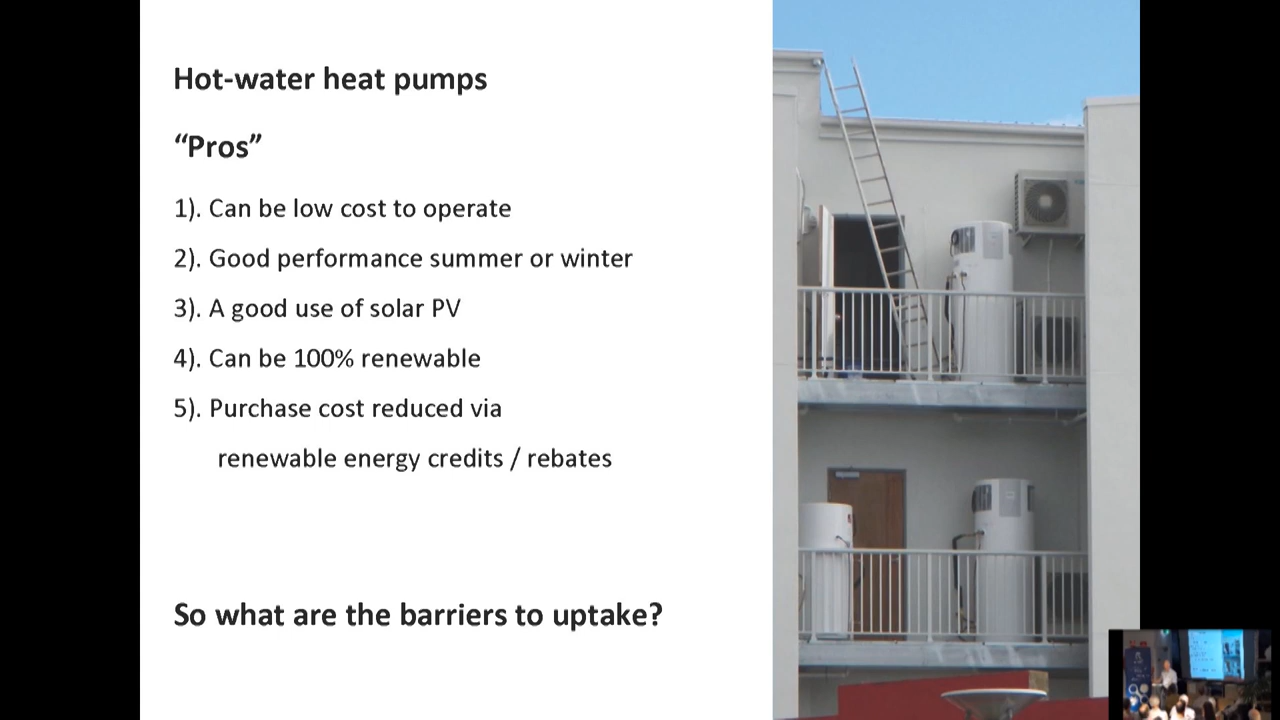 Hot-water heat pumps
“Pros”
1). Can be low cost to operate
2). Good performance summer or winter
3). A good use of solar PV
4). Can be 100% renewable
5). Purchase cost reduced via
renewable energy credits / rebates
So what are the barriers to uptake?